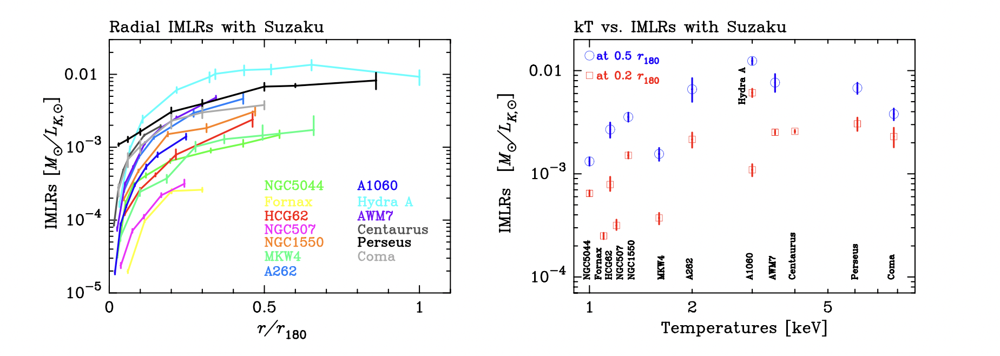 Radial IMLRs with Suzaku
0.01
10−3
10−4
10−5
IMLRs [M⊙/LK,⊙]
0
0.5
1
r/r180
NGC5044
Fornax
HCG62
NGC507
NGC1550
MKW4
A262
A1060
Hydra A
AWM7
Centaurus
Perseus
Coma
kT vs. IMLRs with Suzaku
at 0.5 r180
at 0.2 r180
0.01
10−3
10−4
IMLRs [M⊙/LK,⊙]
NGC5044
Fornax
HCG62
NGC507
NGC1550
MKW4
A262
Hydra A
A1060
AWM7
Centaurus
Perseus
Coma
1
2
5
Temperatures [keV]